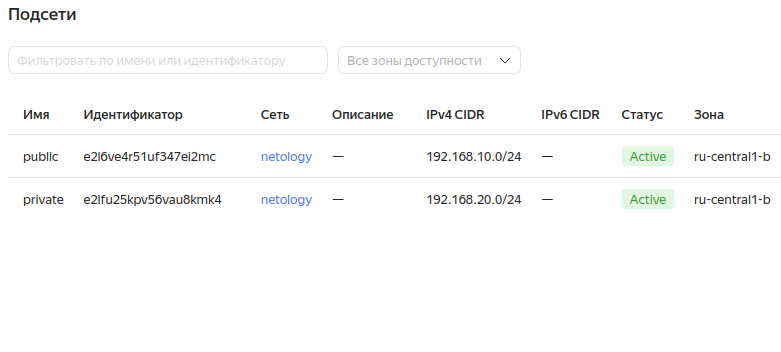 Подсети
Фильтровать по имени или идентификатору Все зоны доступности
Имя Идентификатор Сеть Описание IPv4 CIDR IPv6 CIDR Статус Зона
public e2l6ve4r51uf347ei2mc netology — 192.168.10.0/24 — Active ru-central1-b
private e2lfu25kpv56vau8kmk4 netology — 192.168.20.0/24 — Active ru-central1-b